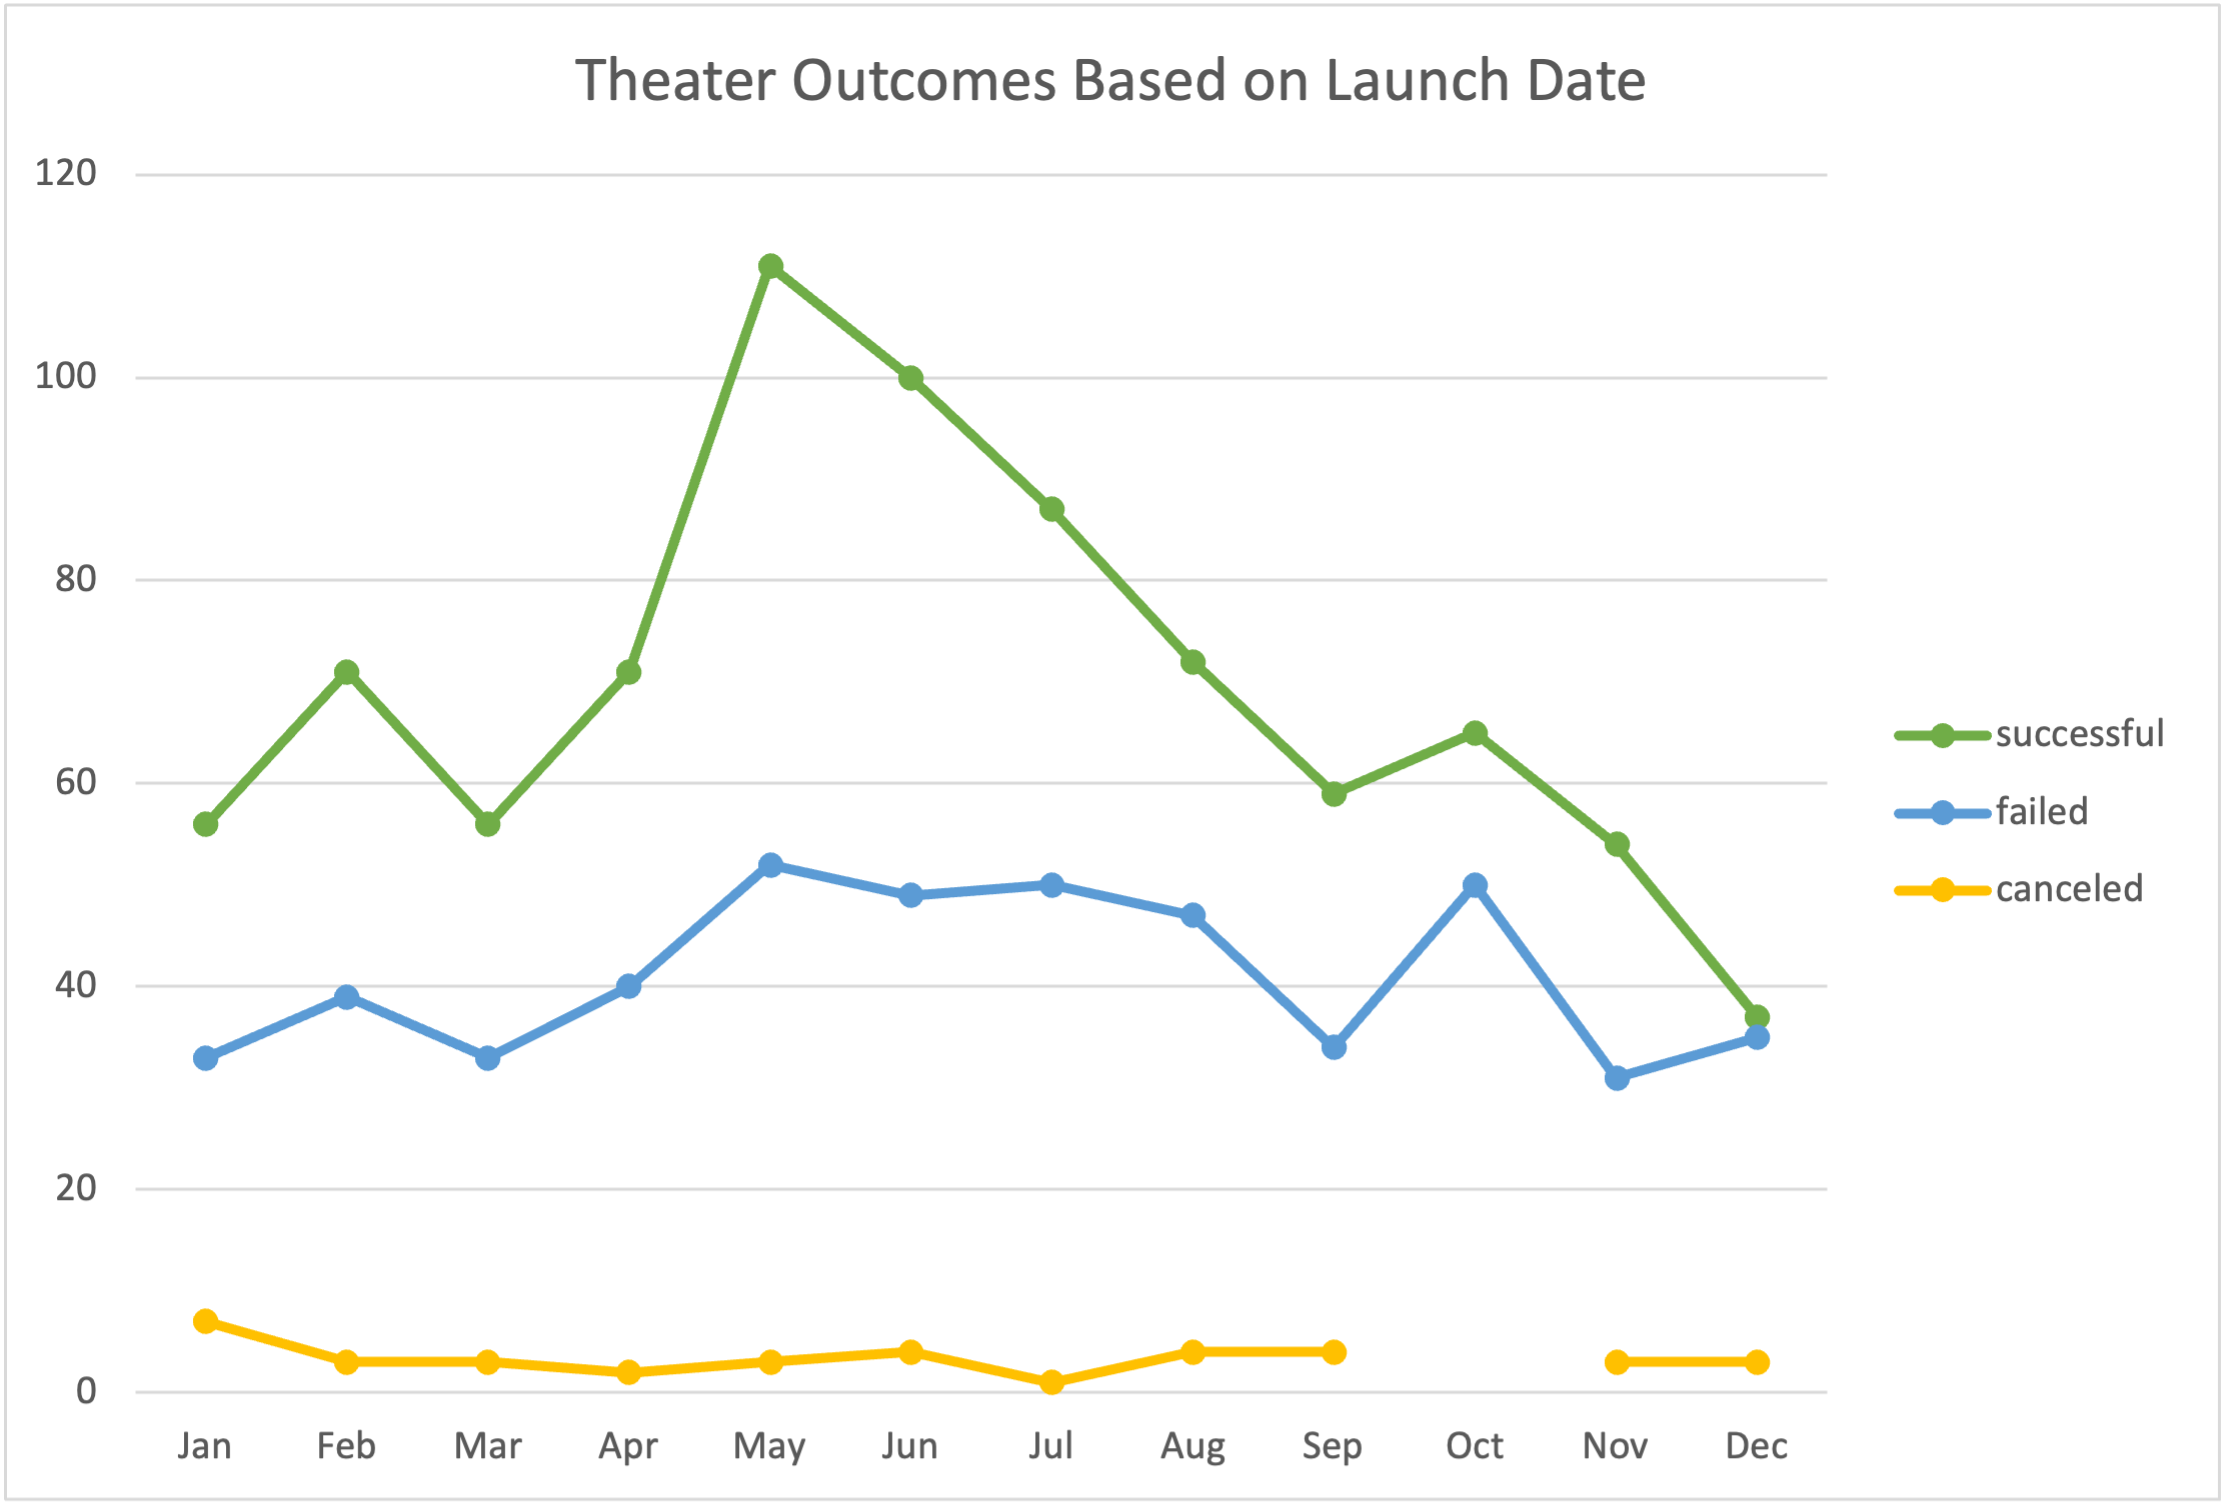 Theater Outcomes Based on Launch Date
120
100
80
60
40
20
0
Jan Feb Mar Apr May Jun Jul Aug Sep Oct Nov Dec
successful
failed
canceled